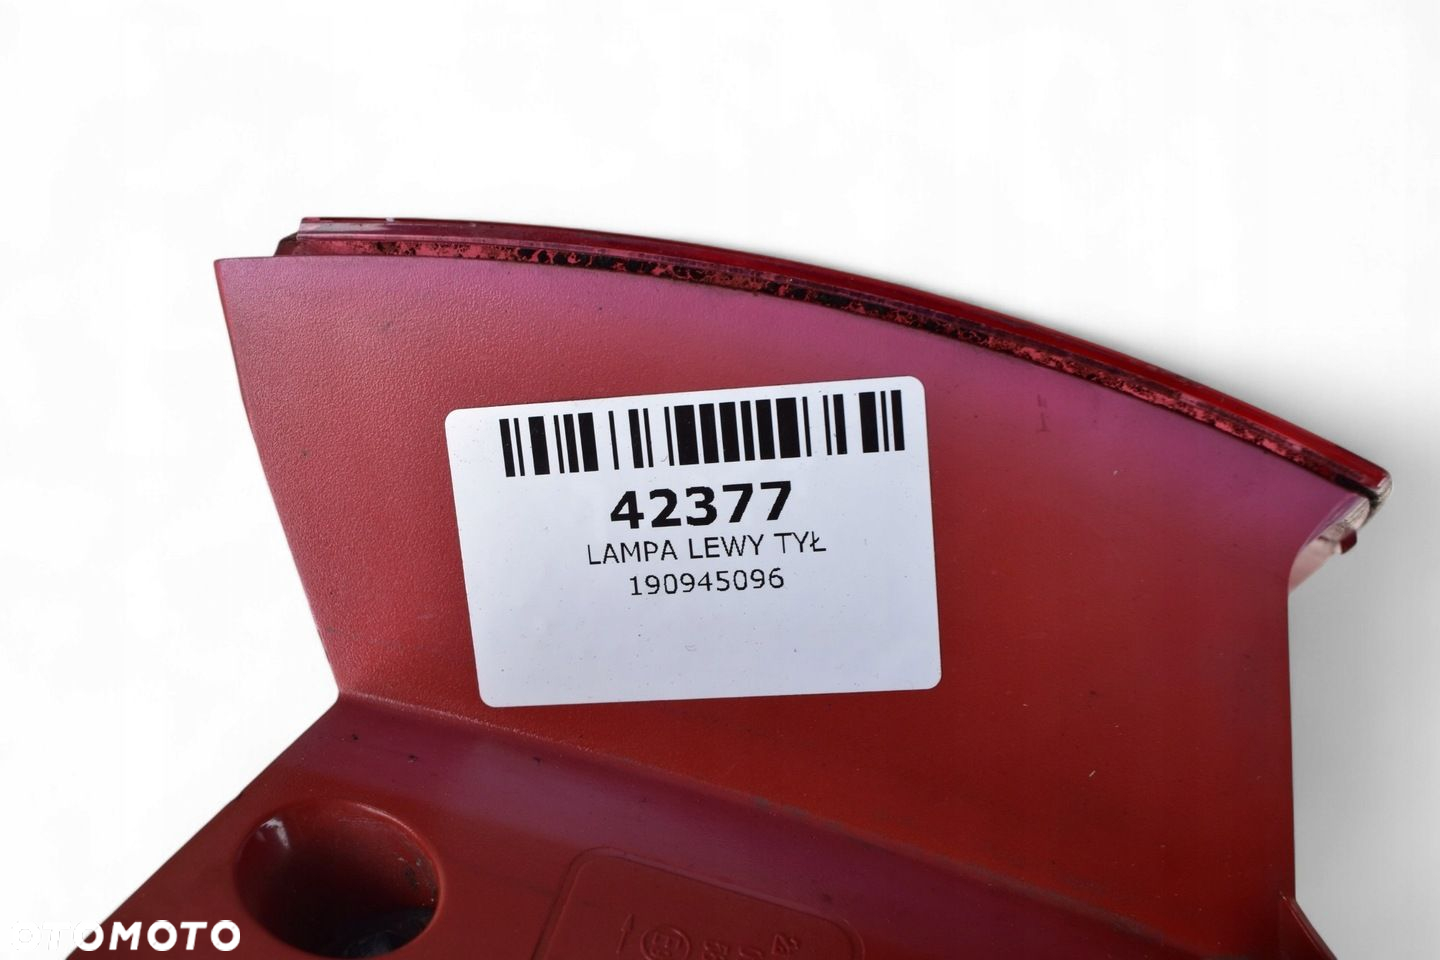 42377
LAMPA LEWY TYŁ
190945096
OTOMOTO